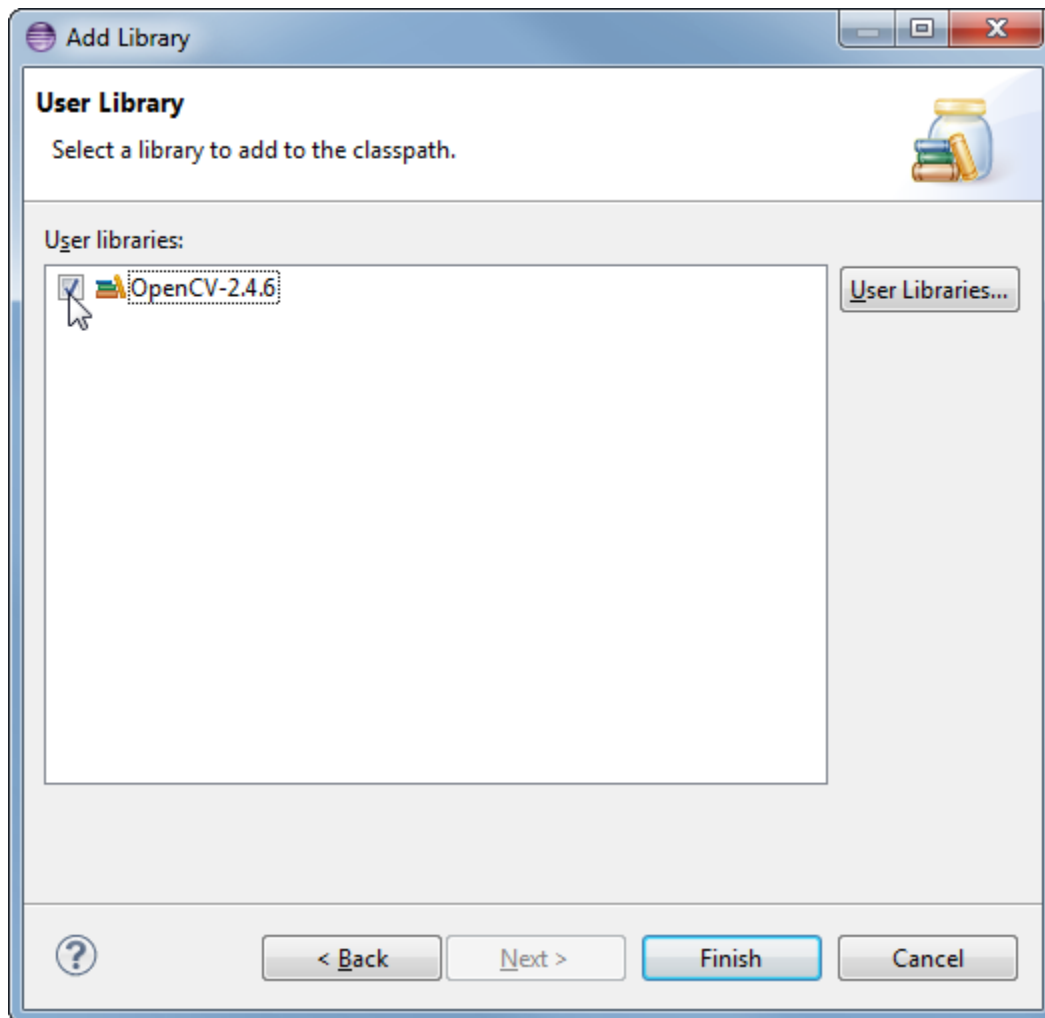 Add Library
User Library
Select a library to add to the classpath.
User libraries:
OpenCV-2.4.6
User Libraries...
?
< Back
Next >
Finish
Cancel